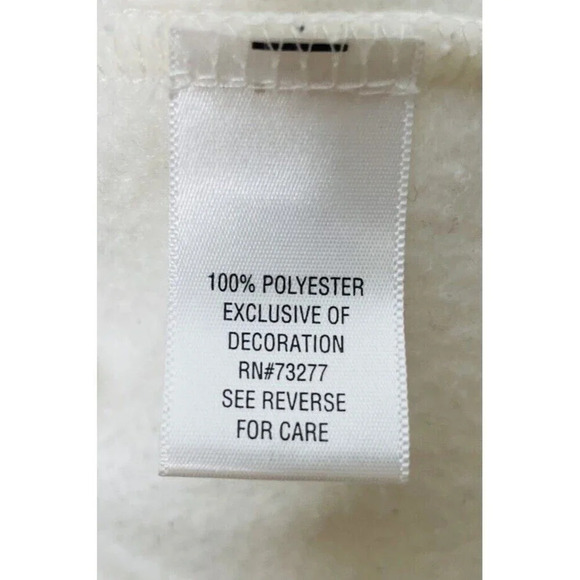 100% POLYESTER
EXCLUSIVE OF
DECORATION
RN#73277
SEE REVERSE
FOR CARE